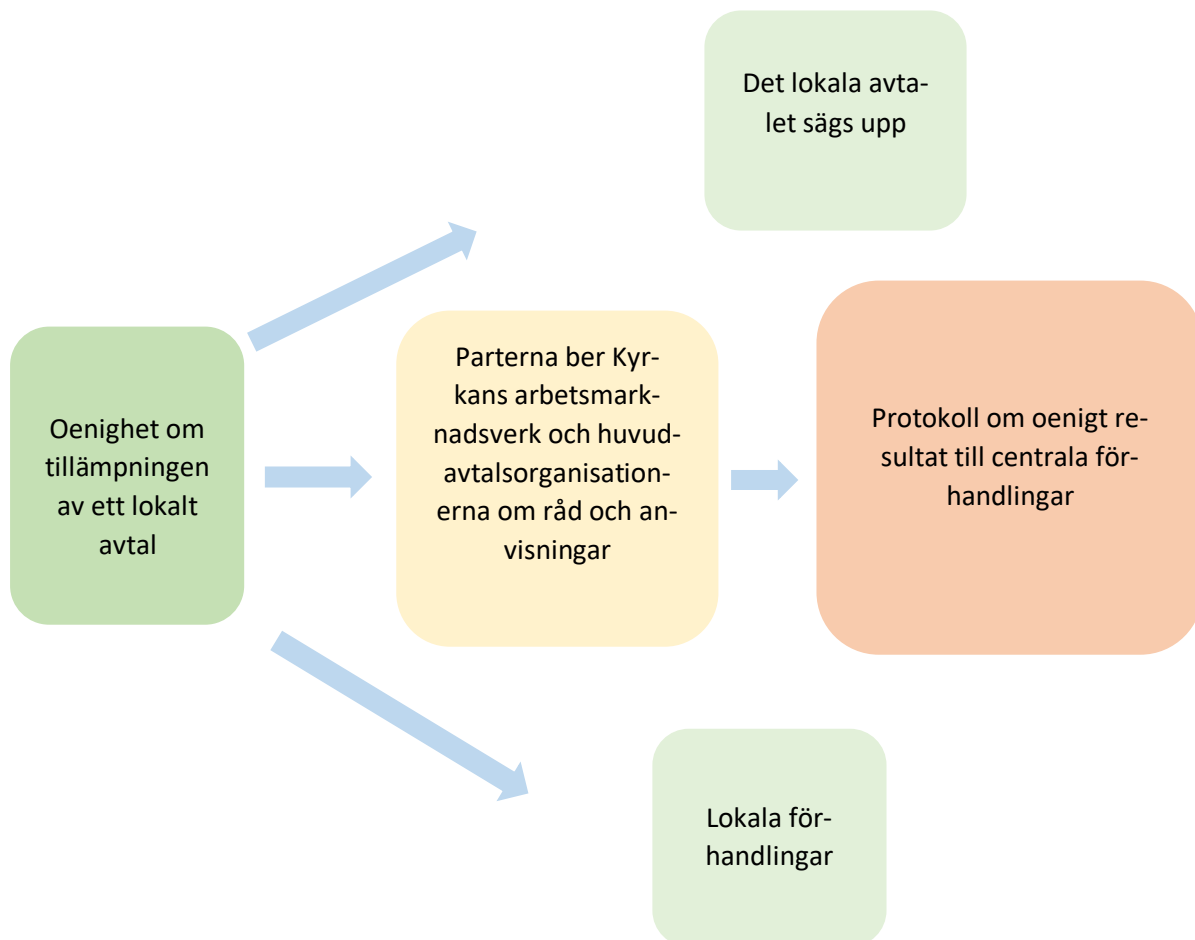 Det lokala avta-
let sägs upp
Oenighet om
tillämpningen
av ett lokalt
avtal
Parterna ber Kyr-
kans arbetsmark-
nadsverk och huvud-
avtalsorganisation-
erna om råd och an-
visningar
Protokoll om oenigt re-
sultat till centrala för-
handlingar
Lokala för-
handlingar